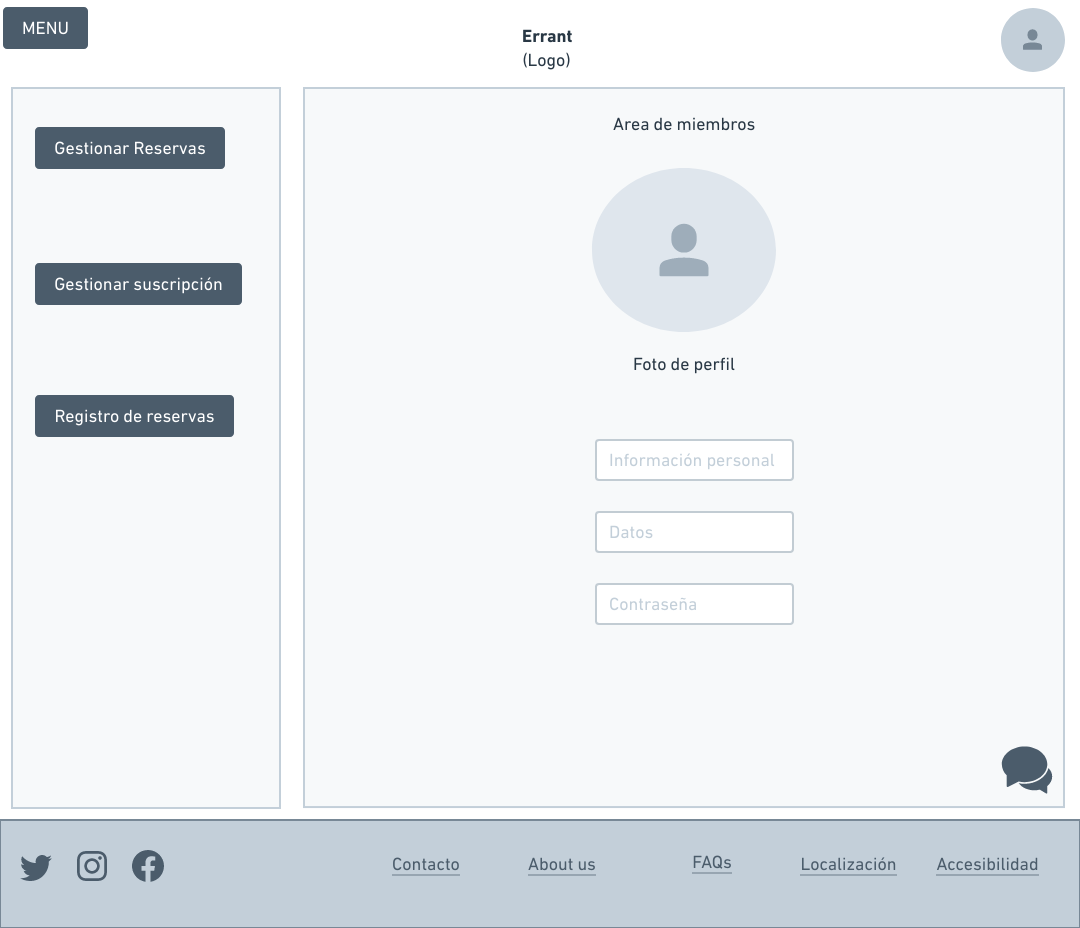 MENU
Errant
(Logo)
Gestionar Reservas
Gestionar suscripción
Registro de reservas
Area de miembros
Foto de perfil
Información personal
Datos
Contraseña
Contacto
About us
FAQs
Localización
Accesibilidad